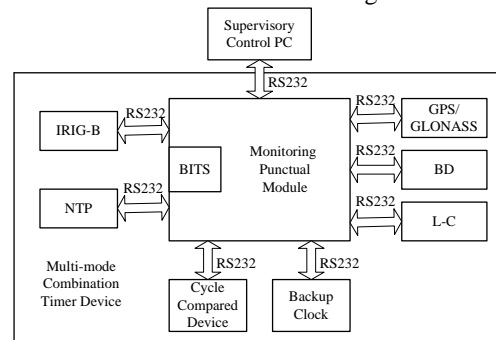 Supervisory
Control PC
RS232
RS232
IRIG-B
RS232
GPS/
GLONASS
BITS
Monitoring
Punctual
Module
RS232
BD
RS232
NTP
RS232
L-C
RS232
RS232
Multi-mode
Combination
Timer Device
Cycle
Compared
Device
Backup
Clock